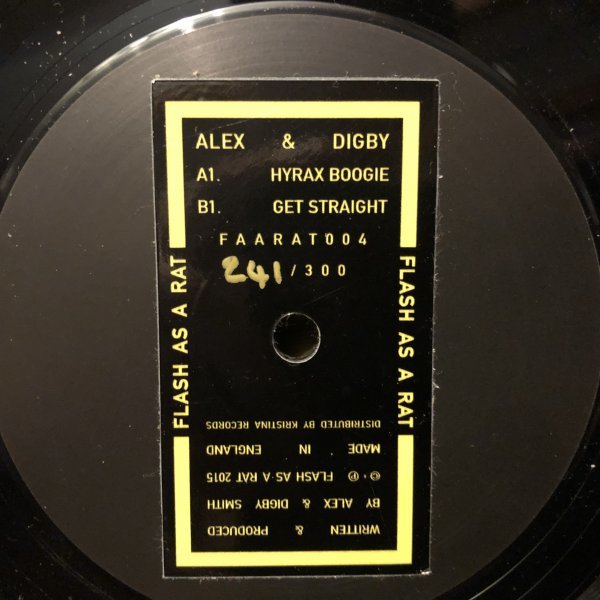 ALEX & DIGBY
A1. HYRAX BOOGIE
B1. GET STRAIGHT
FAARAT004
241/300
FLASH AS A RAT
FLASH AS A RAT
WRITTEN & PRODUCED
BY ALEX & DIGBY SMITH
© · ℗ FLASH AS A RAT 2015
MADE IN ENGLAND
DISTRIBUTED BY KRISTINA RECORDS